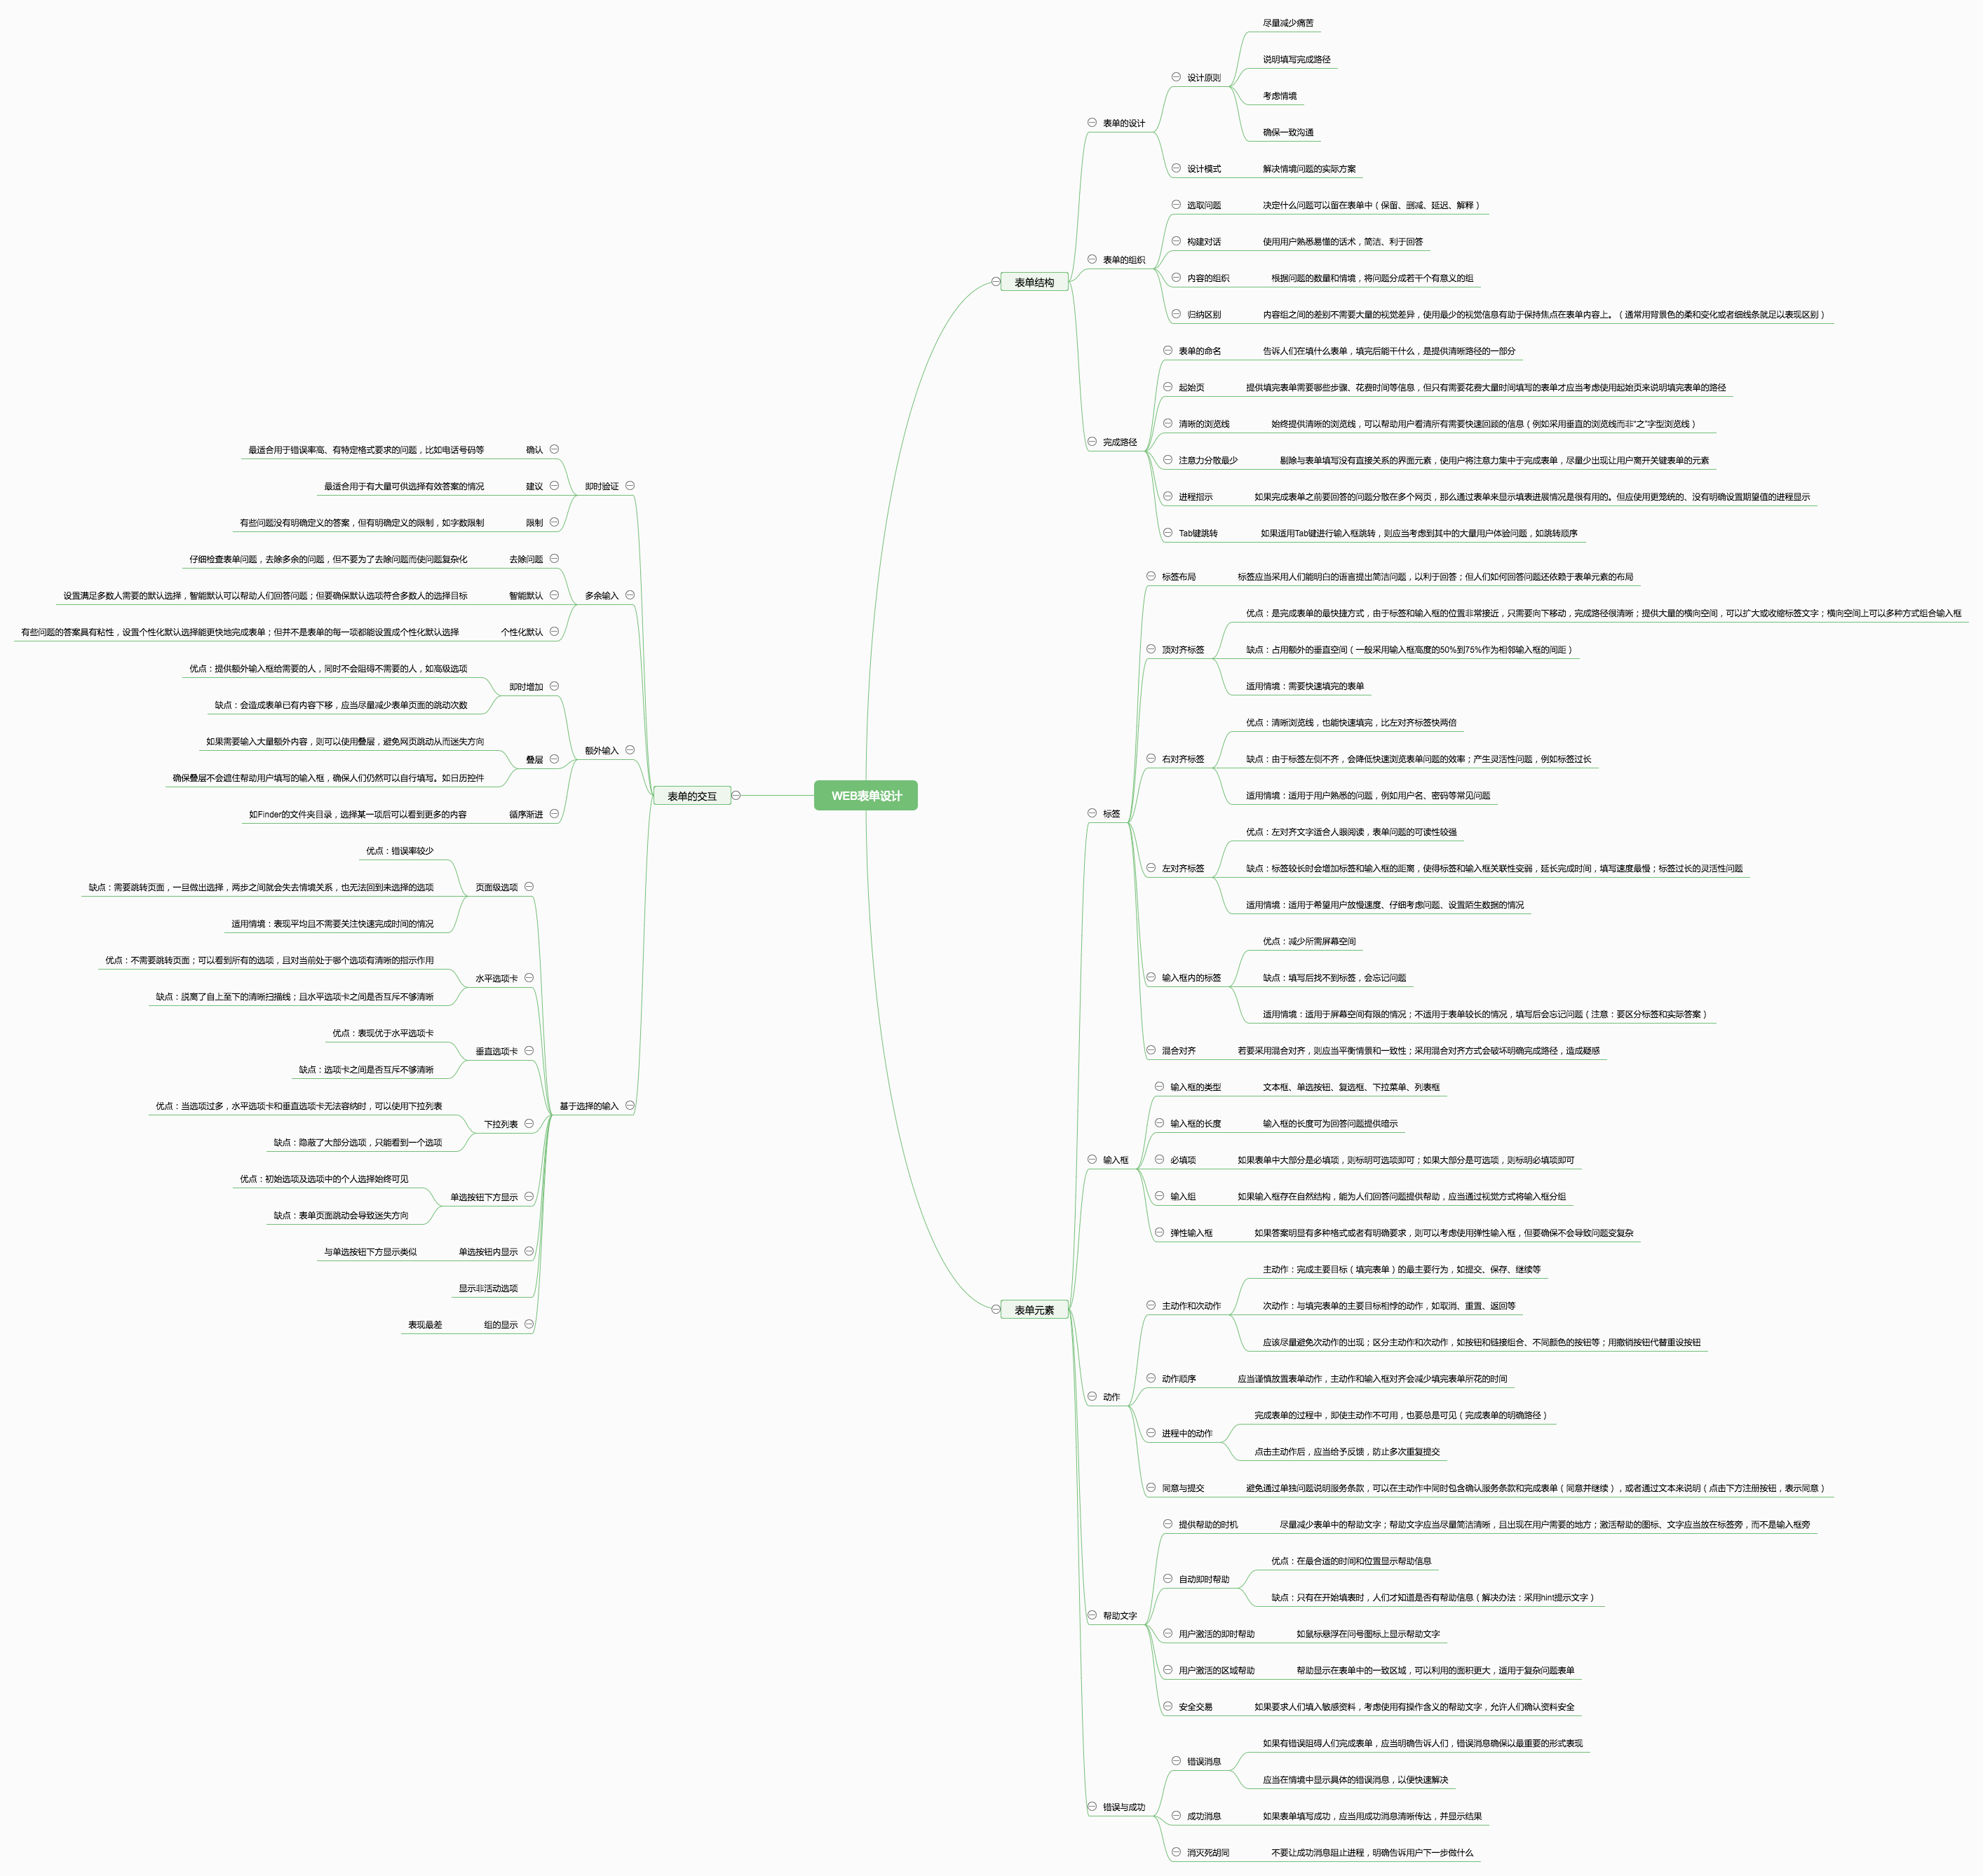 WEB表单设计
表单结构
表单的设计
设计原则
尽量减少痛苦
说明填写完成路径
考虑情境
确保一致沟通
设计模式
解决情境问题的实际方案
表单的组织
选取问题
决定什么问题可以留在表单中（保留、删减、延迟、解释）
构建对话
使用用户熟悉易懂的话术，简洁、利于回答
内容的组织
根据问题的数量和情境，将问题分成若干个有意义的组
归纳区别
内容组之间的差别不需要大量的视觉差异，使用最少的视觉信息有助于保持焦点在表单内容上。（通常用背景色的柔和变化或者细线条就足以表现区别）
完成路径
表单的命名
告诉人们在填什么表单，填完后能干什么，是提供清晰路径的一部分
起始页
提供填完表单需要哪些步骤、花费时间等信息，但只有需要花费大量时间填写的表单才应当考虑使用起始页来说明填完表单的路径
清晰的浏览线
始终提供清晰的浏览线，可以帮助用户看清所有需要快速回顾的信息（例如采用垂直的浏览线而非“之”字型浏览线）
注意力分散最少
剔除与表单填写没有直接关系的界面元素，使用户将注意力集中于完成表单，尽量少出现让用户离开关键表单的元素
进程指示
如果完成表单之前要回答的问题分散在多个网页，那么通过表单来显示填表进展情况是很有用的。但应使用更笼统的、没有明确设置期望值的进程显示
Tab键跳转
如果适用Tab键进行输入框跳转，则应当考虑到其中的大量用户体验问题，如跳转顺序
表单元素
标签
标签布局
标签应当采用人们能明白的语言提出简洁问题，以利于回答；但人们如何回答问题还依赖于表单元素的布局
顶对齐标签
优点：是完成表单的最快捷方式，由于标签和输入框的位置非常接近，只需要向下移动，完成路径很清晰；提供大量的横向空间，可以扩大或收缩标签文字；横向空间上可以多种方式组合输入框
缺点：占用额外的垂直空间（一般采用输入框高度的50%到75%作为相邻输入框的间距）
适用情境：需要快速填完的表单
右对齐标签
优点：清晰浏览线，也能快速填完，比左对齐标签快两倍
缺点：由于标签左侧不齐，会降低快速浏览表单问题的效率；产生灵活性问题，例如标签过长
适用情境：适用于用户熟悉的问题，例如用户名、密码等常见问题
左对齐标签
优点：左对齐文字适合人眼阅读，表单问题的可读性较强
缺点：标签较长时会增加标签和输入框的距离，使得标签和输入框关联性变弱，延长完成时间，填写速度最慢；标签过长的灵活性问题
适用情境：适用于希望用户放慢速度、仔细考虑问题、设置陌生数据的情况
输入框内的标签
优点：减少所需屏幕空间
缺点：填写后找不到标签，会忘记问题
适用情境：适用于屏幕空间有限的情况；不适用于表单较长的情况，填写后会忘记问题（注意：要区分标签和实际答案）
混合对齐
若要采用混合对齐，则应当平衡情景和一致性；采用混合对齐方式会破坏明确完成路径，造成疑惑
输入框
输入框的类型
文本框、单选按钮、复选框、下拉菜单、列表框
输入框的长度
输入框的长度可为回答问题提供暗示
必填项
如果表单中大部分是必填项，则标明可选项即可；如果大部分是可选项，则标明必填项即可
输入组
如果输入框存在自然结构，能为人们回答问题提供帮助，应当通过视觉方式将输入框分组
弹性输入框
如果答案明显有多种格式或者有明确要求，则可以考虑使用弹性输入框，但要确保不会导致问题变复杂
动作
主动作和次动作
主动作：完成主要目标（填完表单）的最主要行为，如提交、保存、继续等
次动作：与填完表单的主要目标相悖的动作，如取消、重置、返回等
应该尽量避免次动作的出现；区分主动作和次动作，如按钮和链接组合、不同颜色的按钮等；用撤销按钮代替重设按钮
动作顺序
应当谨慎放置表单动作，主动作和输入框对齐会减少填完表单所花的时间
进程中的动作
完成表单的过程中，即使主动作不可用，也要总是可见（完成表单的明确路径）
点击主动作后，应当给予反馈，防止多次重复提交
同意与提交
避免通过单独问题说明服务条款，可以在主动作中同时包含确认服务条款和完成表单（同意并继续），或者通过文本来说明（点击下方注册按钮，表示同意）
帮助文字
提供帮助的时机
尽量减少表单中的帮助文字；帮助文字应当尽量简洁清晰，且出现在用户需要的地方；激活帮助的图标、文字应当放在标签旁，而不是输入框旁
自动即时帮助
优点：在最合适的时间和位置显示帮助信息
缺点：只有在开始填表时，人们才知道是否有帮助信息（解决办法：采用hint提示文字）
用户激活的即时帮助
如鼠标悬浮在问号图标上显示帮助文字
用户激活的区域帮助
帮助显示在表单中的一致区域，可以利用的面积更大，适用于复杂问题表单
安全交易
如果要求人们填入敏感资料，考虑使用有操作含义的帮助文字，允许人们确认资料安全
错误与成功
错误消息
如果有错误阻碍人们完成表单，应当明确告诉人们，错误消息确保以最重要的形式表现
应当在情境中显示具体的错误消息，以便快速解决
成功消息
如果表单填写成功，应当用成功消息清晰传达，并显示结果
消灭死胡同
不要让成功消息阻止进程，明确告诉用户下一步做什么
表单的交互
即时验证
确认
最适合用于错误率高、有特定格式要求的问题，比如电话号码等
建议
最适合用于有大量可供选择有效答案的情况
限制
有些问题没有明确定义的答案，但有明确定义的限制，如字数限制
多余输入
去除问题
仔细检查表单问题，去除多余的问题，但不要为了去除问题而使问题复杂化
智能默认
设置满足多数人需要的默认选择，智能默认可以帮助人们回答问题；但要确保默认选项符合多数人的选择目标
个性化默认
有些问题的答案具有粘性，设置个性化默认选择能更快地完成表单；但并不是表单的每一项都能设置成个性化默认选择
额外输入
即时增加
优点：提供额外输入框给需要的人，同时不会阻碍不需要的人，如高级选项
缺点：会造成表单已有内容下移，应当尽量减少表单页面的跳动次数
叠层
如果需要输入大量额外内容，则可以使用叠层，避免网页跳动从而迷失方向
确保叠层不会遮住帮助用户填写的输入框，确保人们仍然可以自行填写。如日历控件
循序渐进
如Finder的文件夹目录，选择某一项后可以看到更多的内容
基于选择的输入
页面级选项
优点：错误率较少
缺点：需要跳转页面，一旦做出选择，两步之间就会失去情境关系，也无法回到未选择的选项
适用情境：表现平均且不需要关注快速完成时间的情况
水平选项卡
优点：不需要跳转页面；可以看到所有的选项，且对当前处于哪个选项有清晰的指示作用
缺点：脱离了自上至下的清晰扫描线；且水平选项卡之间是否互斥不够清晰
垂直选项卡
优点：表现优于水平选项卡
缺点：选项卡之间是否互斥不够清晰
下拉列表
优点：当选项过多，水平选项卡和垂直选项卡无法容纳时，可以使用下拉列表
缺点：隐蔽了大部分选项，只能看到一个选项
单选按钮下方显示
优点：初始选项及选项中的个人选择始终可见
缺点：表单页面跳动会导致迷失方向
单选按钮内显示
与单选按钮下方显示类似
显示非活动选项
组的显示
表现最差